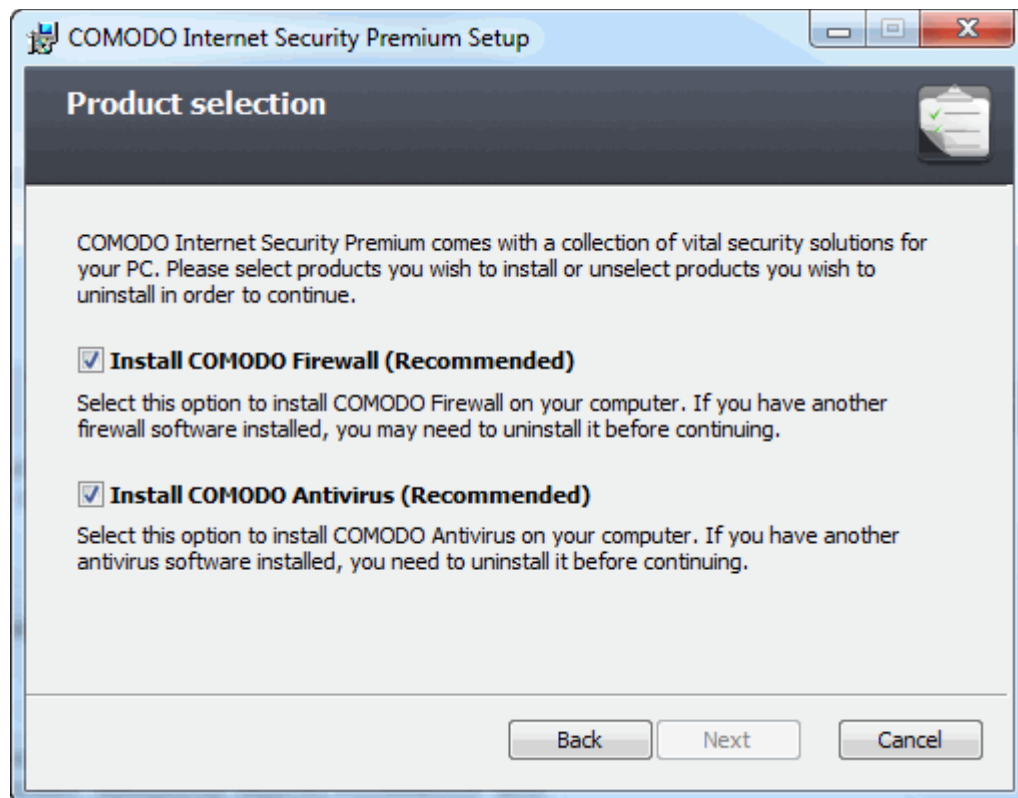 COMODO Internet Security Premium Setup
Product selection
COMODO Internet Security Premium comes with a collection of vital security solutions for
your PC. Please select products you wish to install or unselect products you wish to
uninstall in order to continue.
Install COMODO Firewall (Recommended)
Select this option to install COMODO Firewall on your computer. If you have another
firewall software installed, you may need to uninstall it before continuing.
Install COMODO Antivirus (Recommended)
Select this option to install COMODO Antivirus on your computer. If you have another
antivirus software installed, you need to uninstall it before continuing.
Back Next Cancel